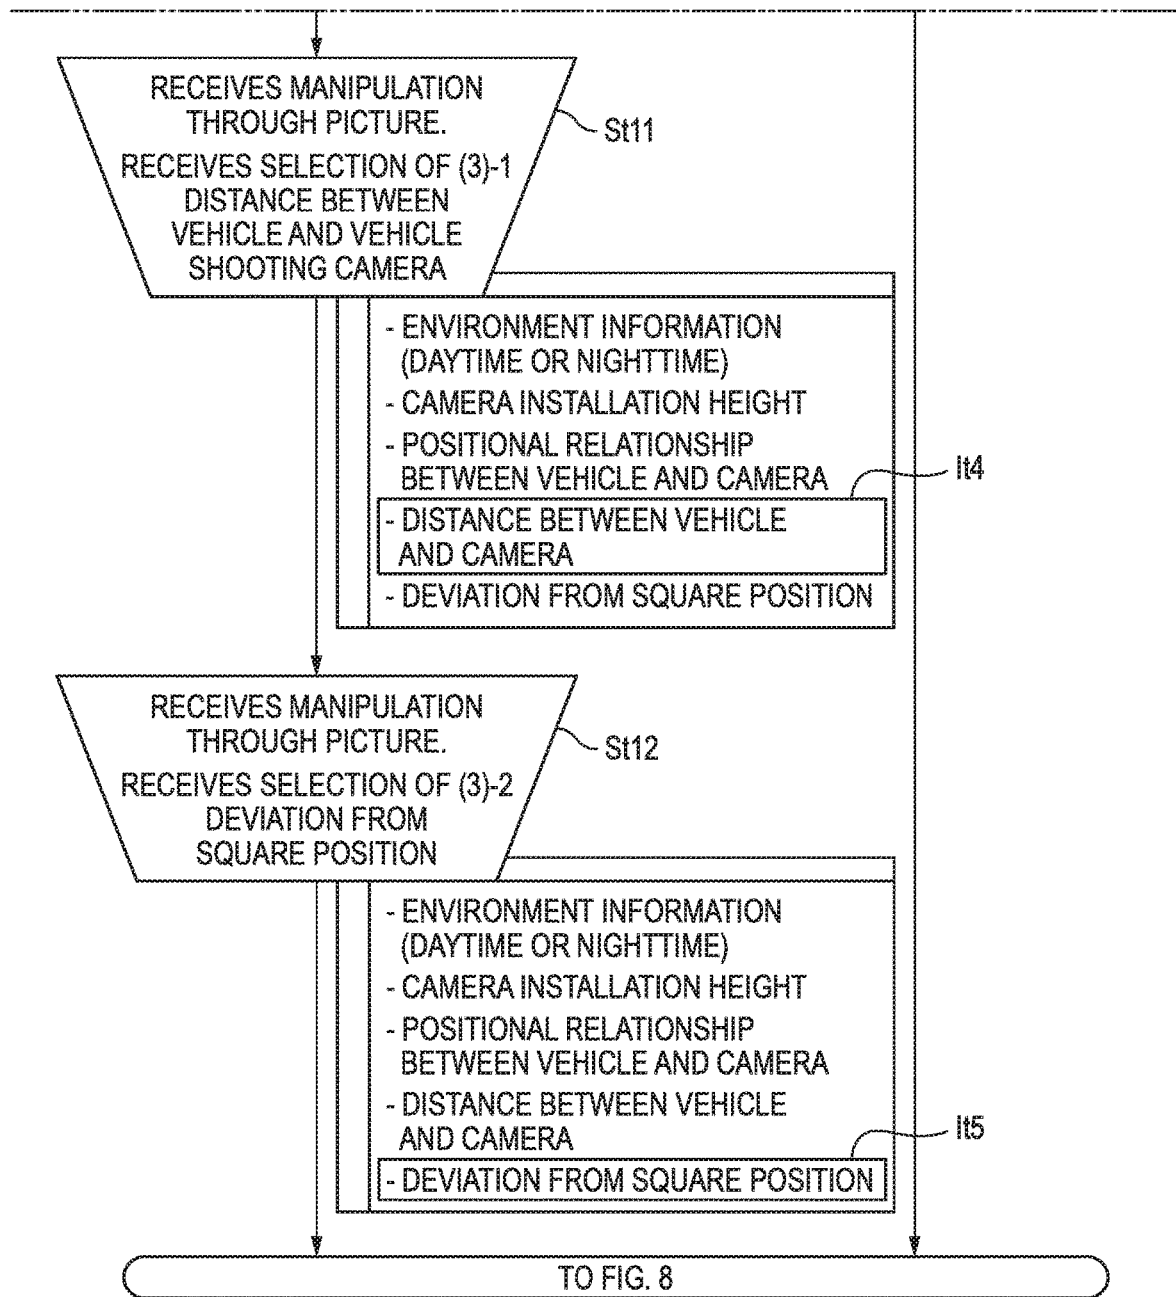 RECEIVES MANIPULATION
THROUGH PICTURE.
RECEIVES SELECTION OF (3)-1
DISTANCE BETWEEN
VEHICLE AND VEHICLE
SHOOTING CAMERA
St11
- ENVIRONMENT INFORMATION
(DAYTIME OR NIGHTTIME)
- CAMERA INSTALLATION HEIGHT
- POSITIONAL RELATIONSHIP
BETWEEN VEHICLE AND CAMERA
It4
- DISTANCE BETWEEN VEHICLE
AND CAMERA
- DEVIATION FROM SQUARE POSITION
RECEIVES MANIPULATION
THROUGH PICTURE.
RECEIVES SELECTION OF (3)-2
DEVIATION FROM
SQUARE POSITION
St12
- ENVIRONMENT INFORMATION
(DAYTIME OR NIGHTTIME)
- CAMERA INSTALLATION HEIGHT
- POSITIONAL RELATIONSHIP
BETWEEN VEHICLE AND CAMERA
- DISTANCE BETWEEN VEHICLE
AND CAMERA
It5
- DEVIATION FROM SQUARE POSITION
TO FIG. 8